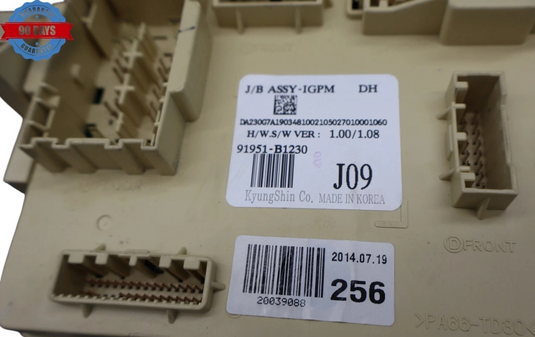 90 DAYS
J/B ASSY-IGPM DH
DA23007A1903481002105027010001060
H/W.S/W VER : 1.00/1.08
91951-B1230
J09
KyungShin Co. MADE IN KOREA
2014.07.19
20039088
256
FRONT